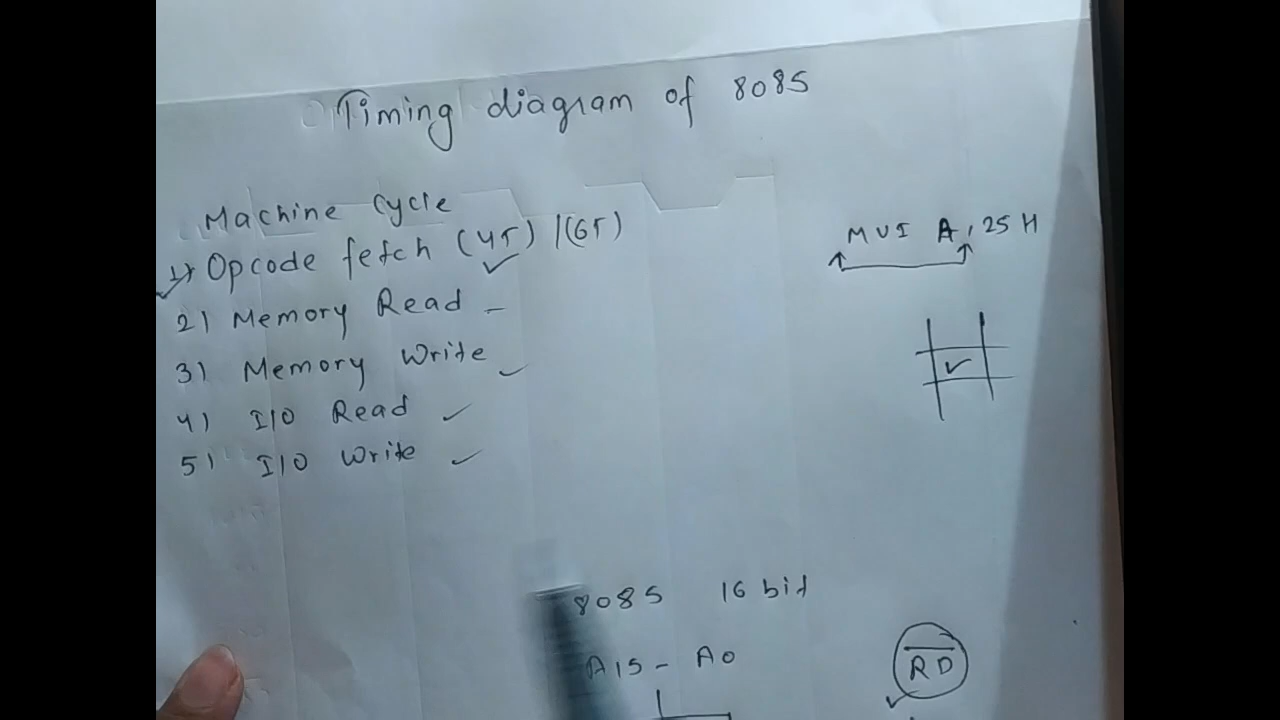 Timing diagram of 8085
Machine Cycle
1) Opcode fetch (4T) / (6T)
2) Memory Read -
3) Memory Write
4) I/O Read
5) I/O Write
MVI A, 25 H
8085 16 bit
A15 - A0
RD